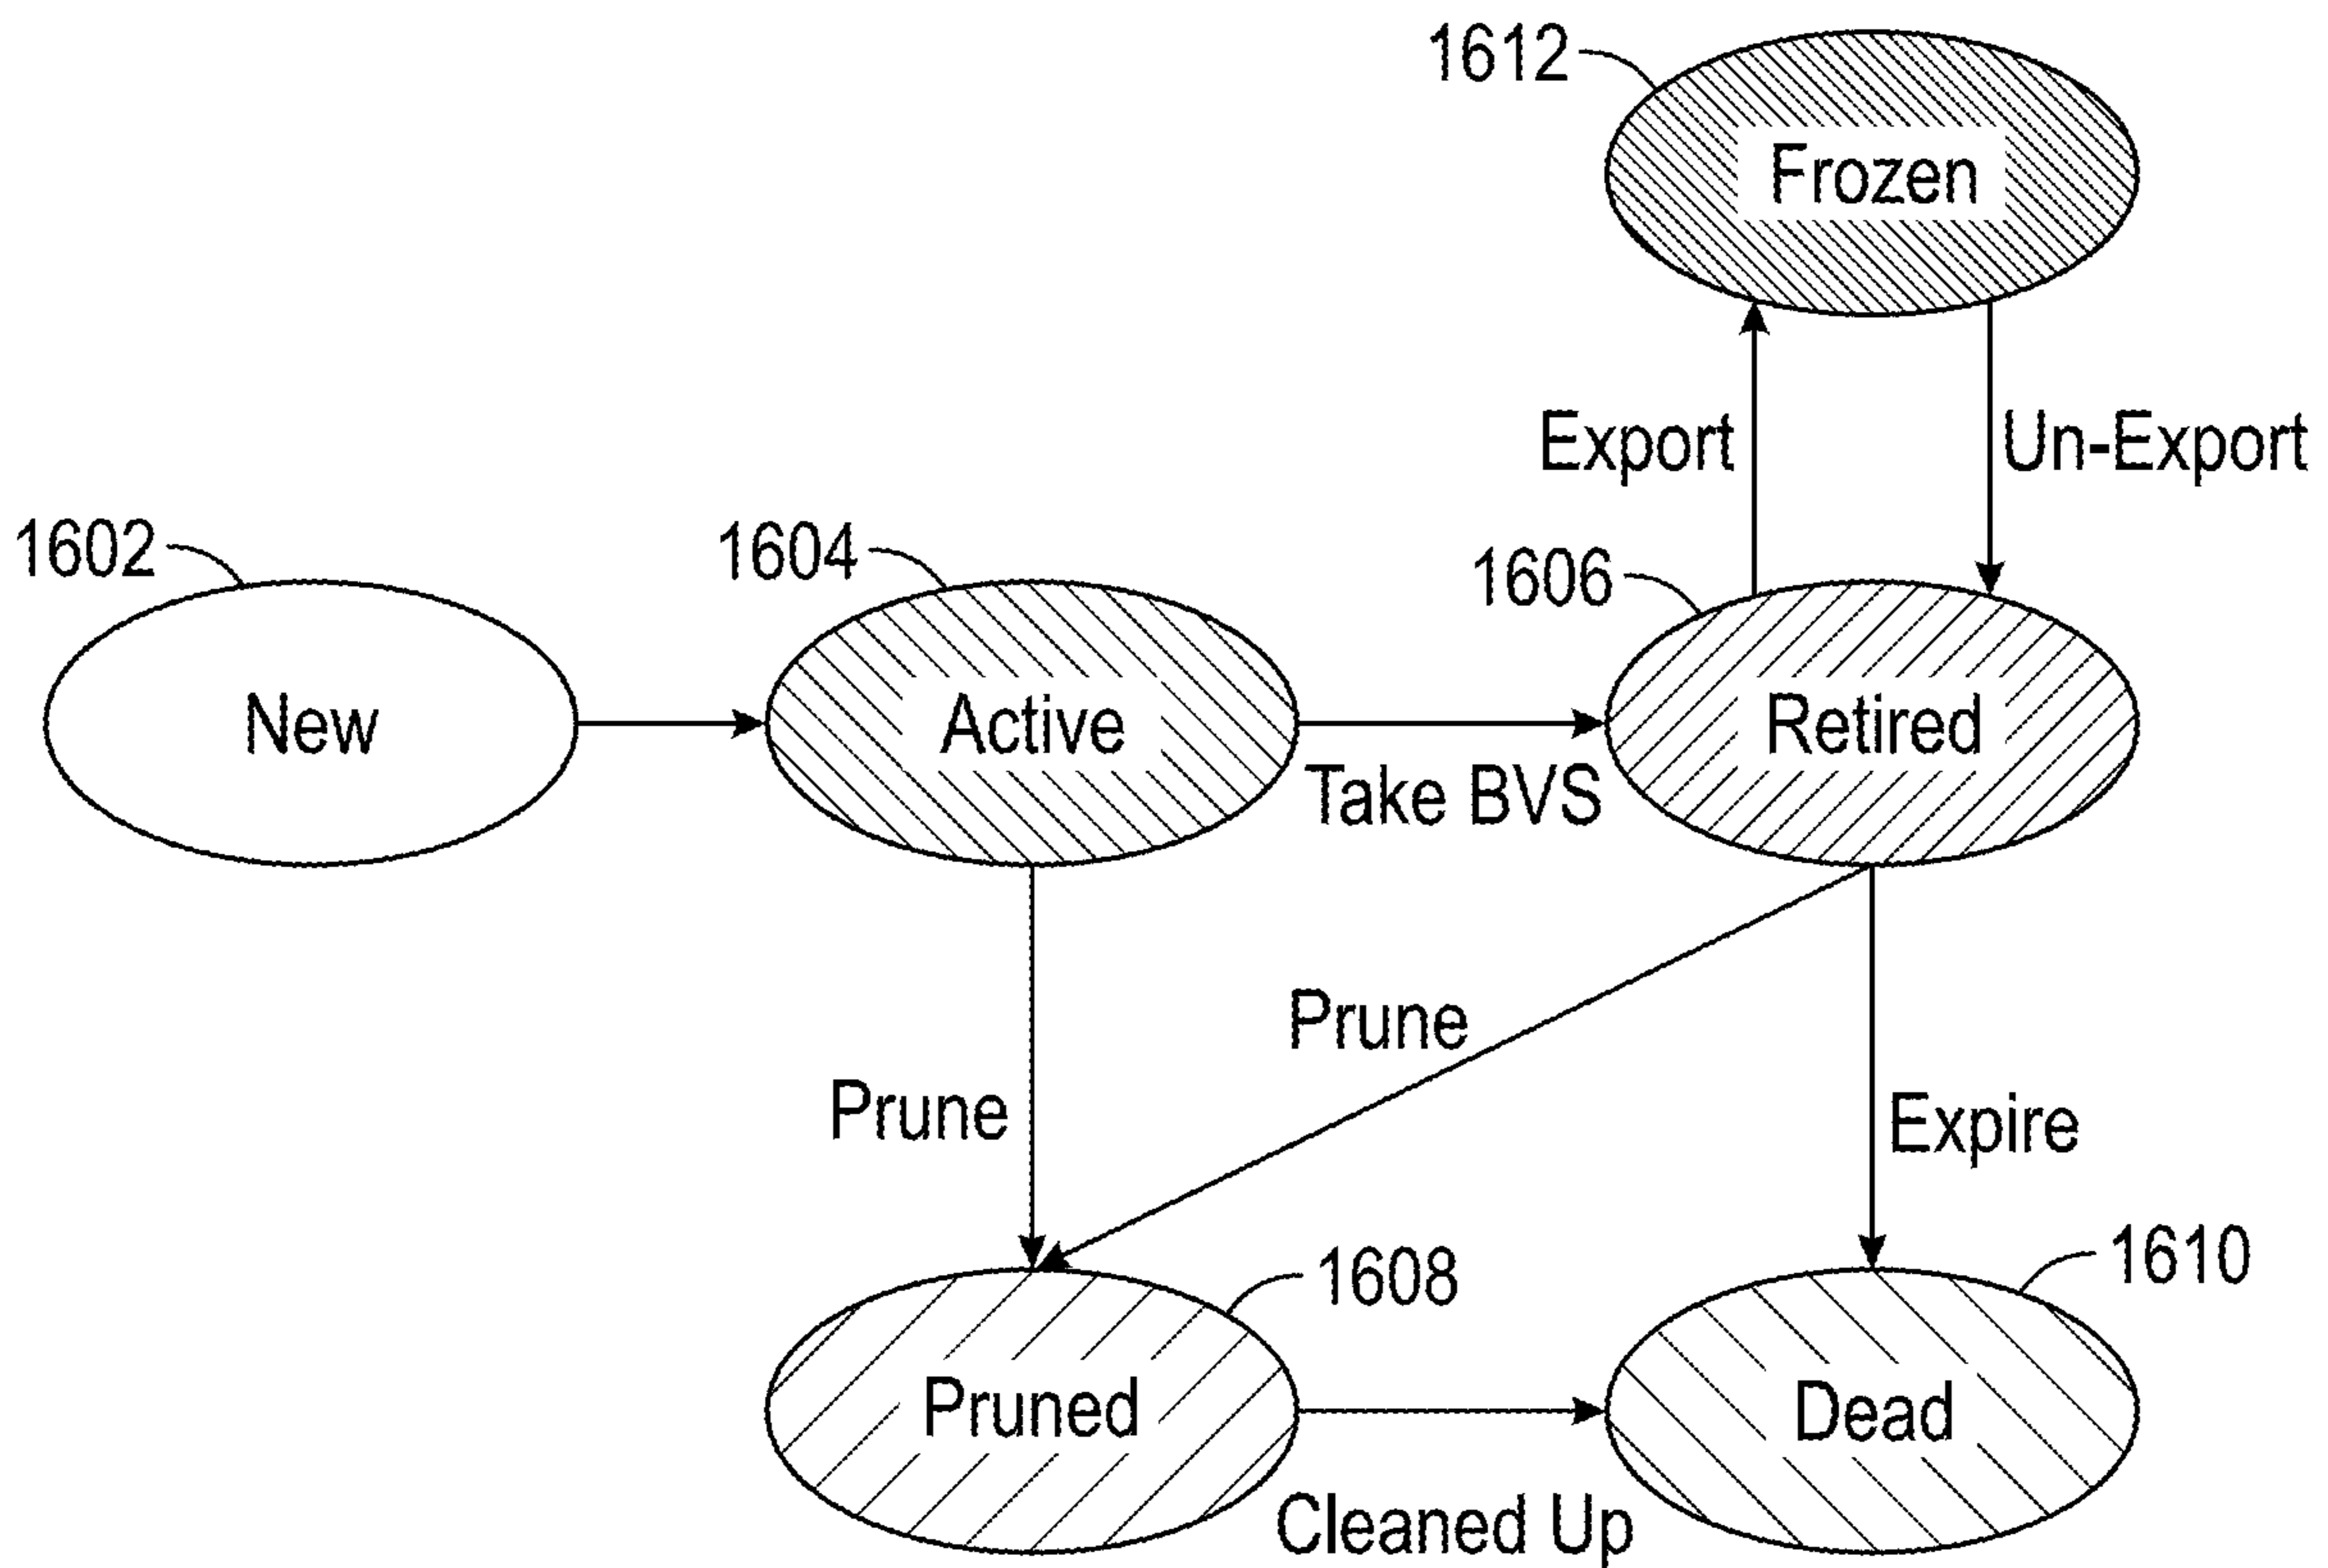 1612
Frozen
Export
Un-Export
1602
1604
1606
New
Active
Retired
Take BVS
Prune
Prune
Expire
1608
1610
Pruned
Dead
Cleaned Up